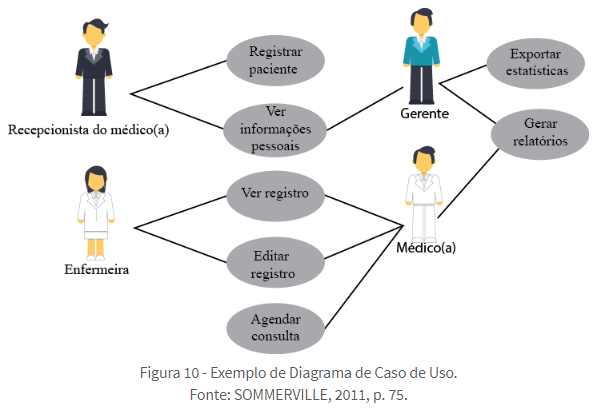 Registrar
paciente
Exportar
estatísticas
Recepcionista do médico(a)
Ver
informações
pessoais
Gerente
Gerar
relatórios
Ver registro
Enfermeira
Editar
registro
Médico(a)
Agendar
consulta
Figura 10 - Exemplo de Diagrama de Caso de Uso.
Fonte: SOMMERVILLE, 2011, p. 75.